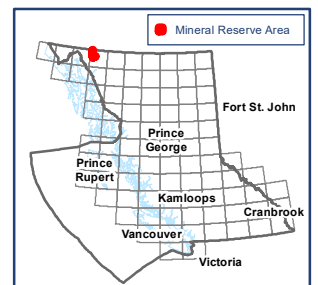 Mineral Reserve Area
Fort St. John
Prince
George
Prince
Rupert
Kamloops
Cranbrook
Vancouver
Victoria